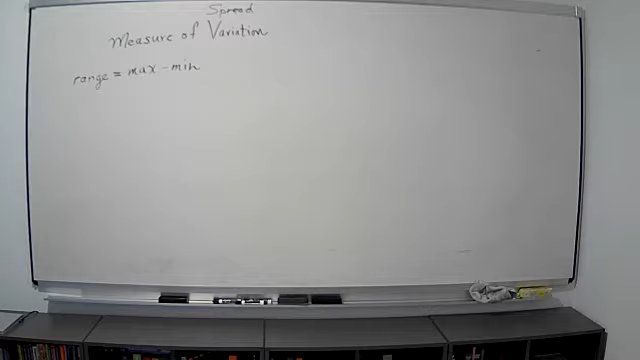 Spread
Measure of Variation
range = max - min